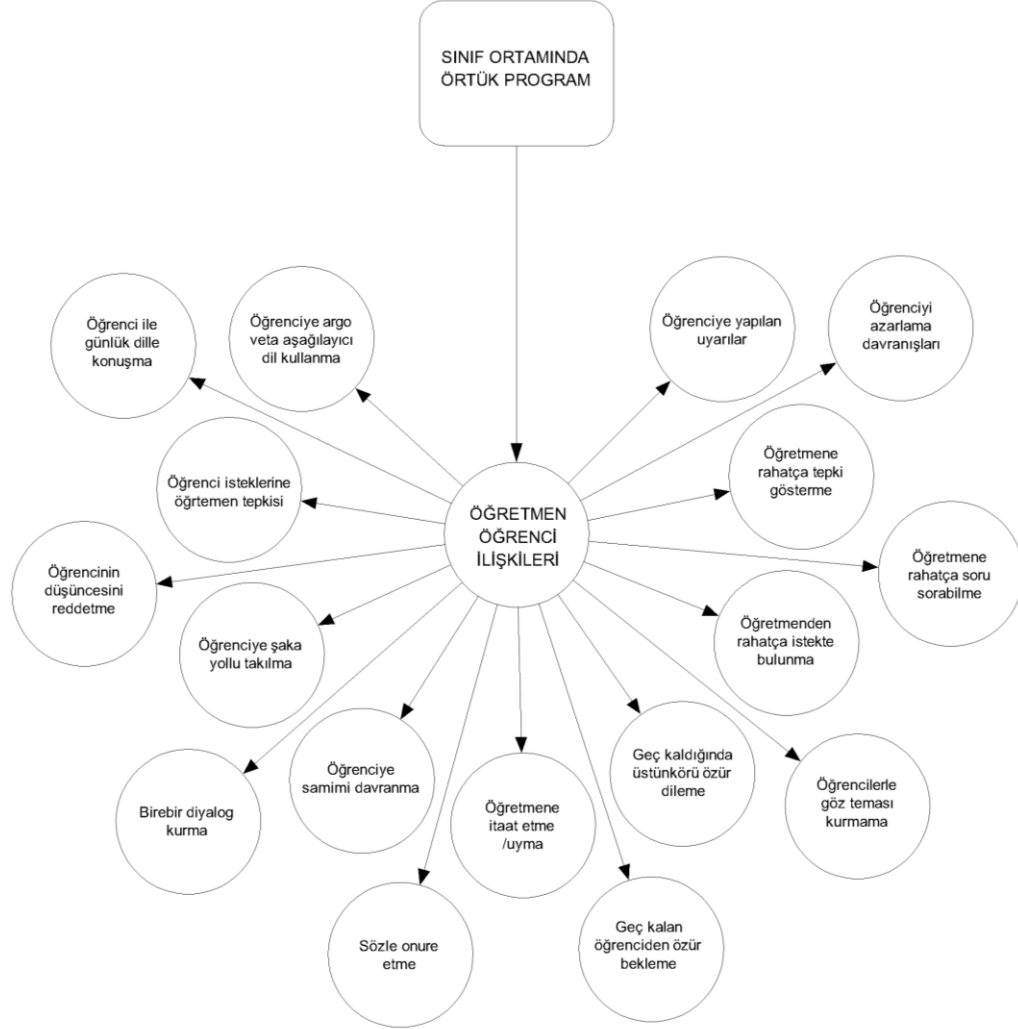 SINIF ORTAMINDA
ÖRTÜK PROGRAM
Öğrenci ile
günlük dille
konuşma
Öğrenciye argo
veta aşağılayıcı
dil kullanma
Öğrenciye yapılan
uyarılar
Öğrenciyi
azarlama
davranışları
Öğrenci isteklerine
öğrtemen tepkisi
ÖĞRETMEN
ÖĞRENCİ
İLİŞKİLERİ
Öğretmene
rahatça tepki
gösterme
Öğrencinin
düşüncesini
reddetme
Öğretmene
rahatça soru
sorabilme
Öğrenciye şaka
yollu takılma
Öğretmenden
rahatça istekte
bulunma
Birebir diyalog
kurma
Öğrenciye
samimi davranma
Öğretmene
itaat etme
/uyma
Geç kaldığında
üstünkörü özür
dileme
Öğrencilerle
göz teması
kurmama
Sözle onure
etme
Geç kalan
öğrenciden özür
bekleme